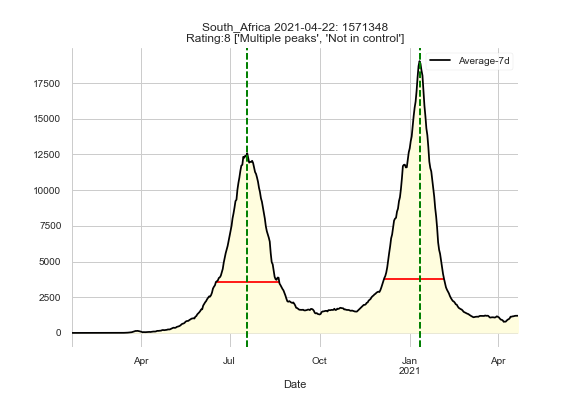 South_Africa 2021-04-22: 1571348
Rating:8 ['Multiple peaks', 'Not in control']
Average-7d
17500
15000
12500
10000
7500
5000
2500
0
Apr
Jul
Oct
Jan
2021
Apr
Date